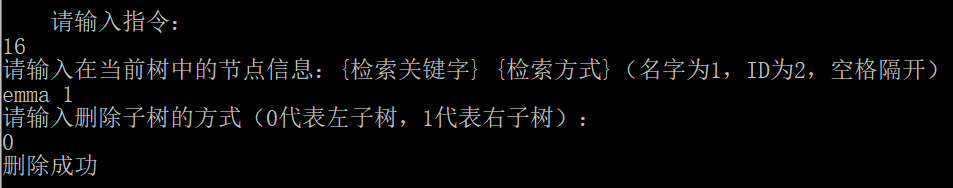 请输入指令：
16
请输入在当前树中的节点信息：{检索关键字} {检索方式}（名字为1，ID为2，空格隔开）
emma 1
请输入删除子树的方式（0代表左子树，1代表右子树）：
0
删除成功